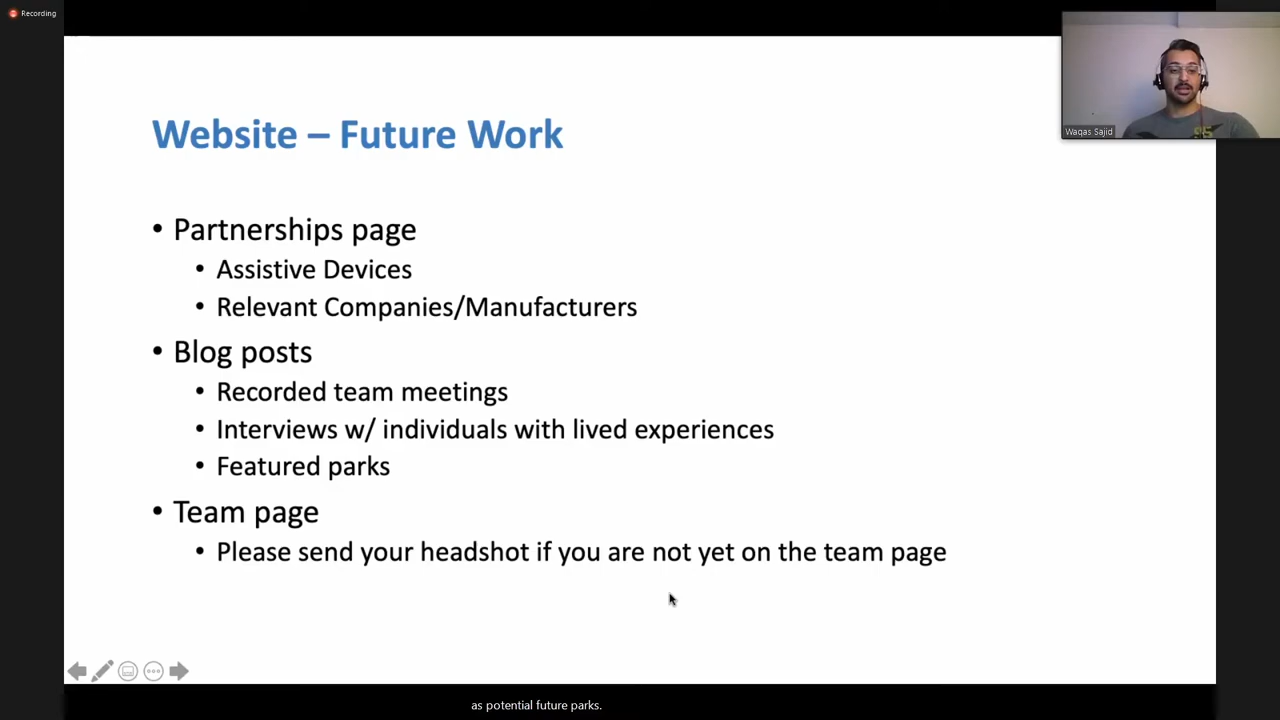 Recording
Website – Future Work
• Partnerships page
• Assistive Devices
• Relevant Companies/Manufacturers
• Blog posts
• Recorded team meetings
• Interviews w/ individuals with lived experiences
• Featured parks
• Team page
• Please send your headshot if you are not yet on the team page
Waqas Sajid
95
as potential future parks.